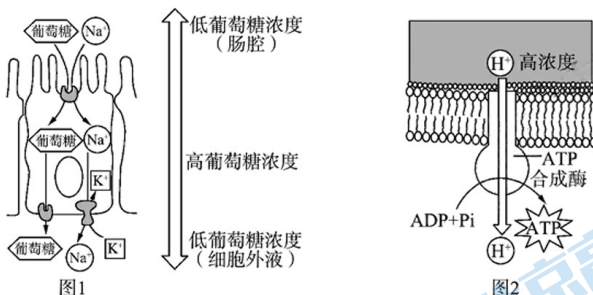 葡萄糖 Na⁺
低葡萄糖浓度
（肠腔）
葡萄糖 Na⁺
高葡萄糖浓度
K⁺
低葡萄糖浓度
（细胞外液）
葡萄糖 Na⁺ K⁺
图1
H⁺ 高浓度
ATP
合成酶
ADP+Pi
ATP
H⁺
图2